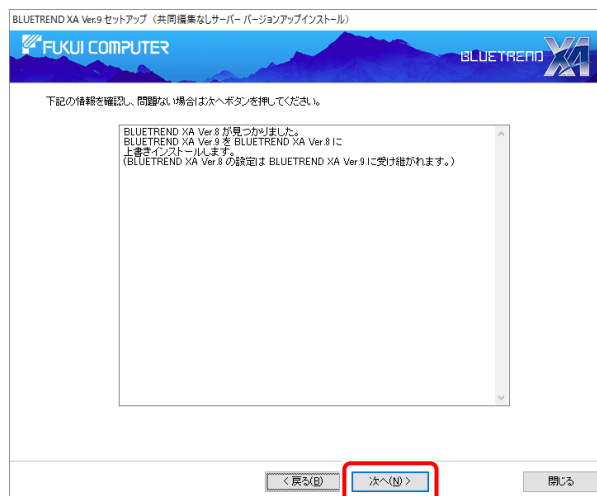 BLUETREND XA Ver.9 セットアップ（共同編集なしサーバー バージョンアップインストール）
FUKUI COMPUTER
BLUETREND XA
下記の情報を確認し、問題ない場合は次へボタンを押してください。
BLUETREND XA Ver.8 が見つかりました。
BLUETREND XA Ver.9 を BLUETREND XA Ver.8 に
上書きインストールします。
(BLUETREND XA Ver.8 の設定は BLUETREND XA Ver.9 に受け継がれます。)
< 戻る(B)
次へ(N) >
閉じる